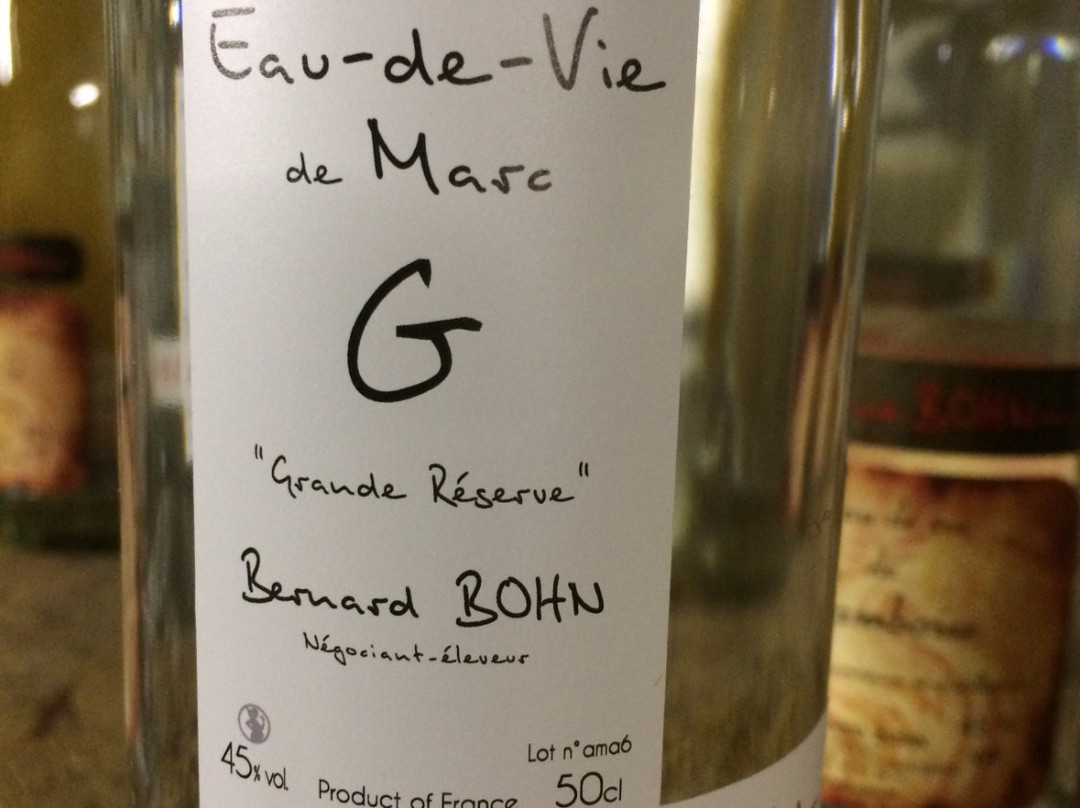 Eau-de-Vie
de Marc
G
"Grande Réserve"
Bernard BOHN
Négociant-éleveur
45% vol.
Lot n°ama6
Product of France
50cl
BOHN